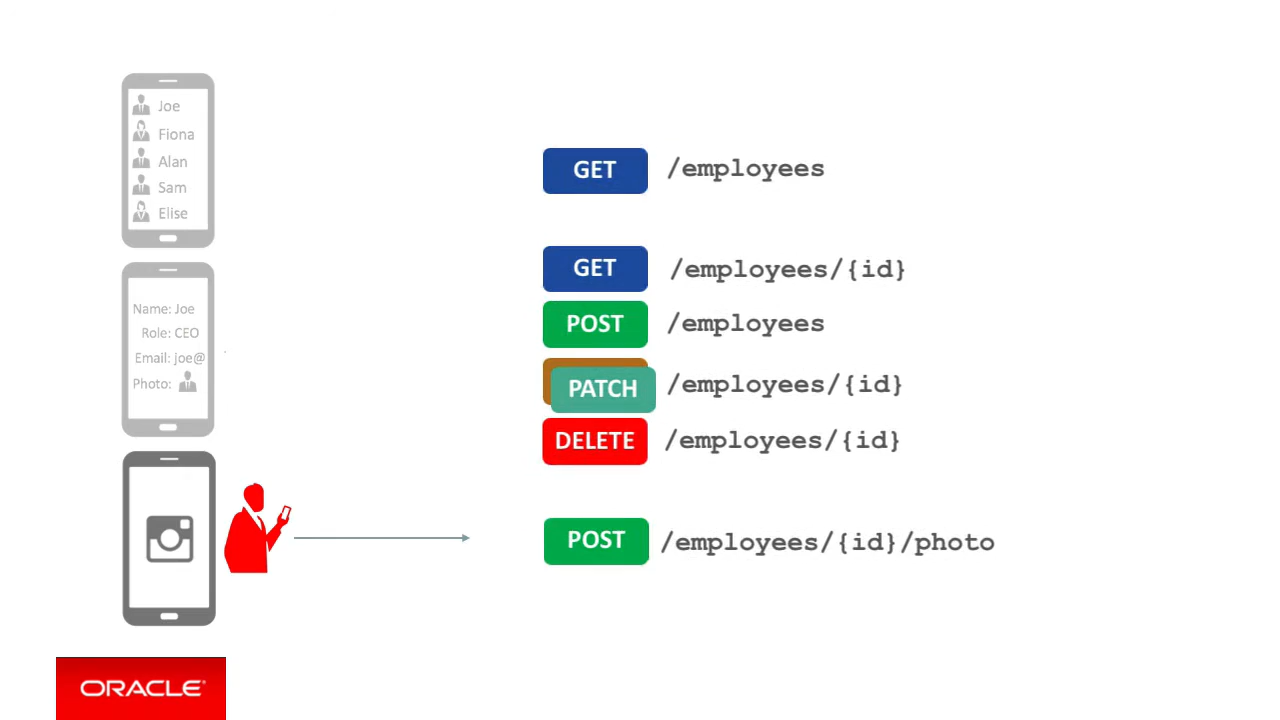 Joe
Fiona
Alan
Sam
Elise
Name: Joe
Role: CEO
Email: joe@
Photo:
GET /employees
GET /employees/{id}
POST /employees
PATCH /employees/{id}
DELETE /employees/{id}
POST /employees/{id}/photo
ORACLE®